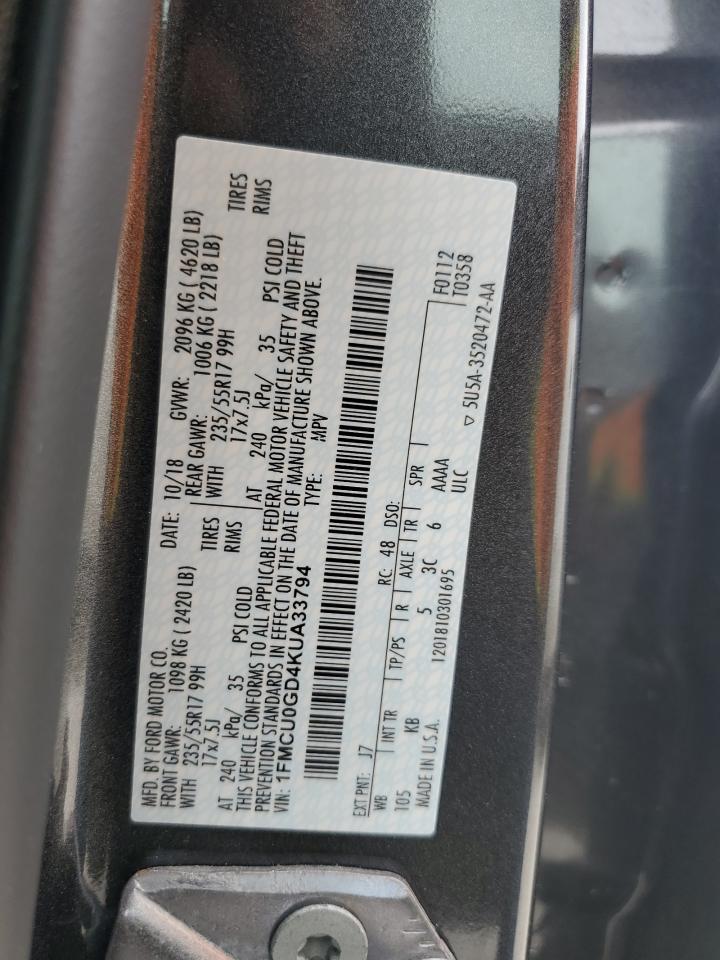 MFD. BY FORD MOTOR CO.
DATE: 10/18 GVWR: 2096 KG ( 4620 LB)
FRONT GAWR: 1098 KG ( 2420 LB)
REAR GAWR: 1006 KG ( 2218 LB)
WITH 235/55R17 99H TIRES
WITH 235/55R17 99H TIRES
17x7.5J RIMS
17x7.5J RIMS
AT 240 kPa/ 35 PSI COLD
AT 240 kPa/ 35 PSI COLD
THIS VEHICLE CONFORMS TO ALL APPLICABLE FEDERAL MOTOR VEHICLE SAFETY AND THEFT
PREVENTION STANDARDS IN EFFECT ON THE DATE OF MANUFACTURE SHOWN ABOVE.
VIN: 1FMCU0GD4KUA33794
TYPE: MPV
EXT PNT: J7 RC: 48 DSO:
WB INT TR TP/PS R AXLE TR SPR
105 KB 5 3C 6 AAAA
F0112
T0358
MADE IN U.S.A. 1201810301695 ULC
▽ 5U5A-3520472-AA